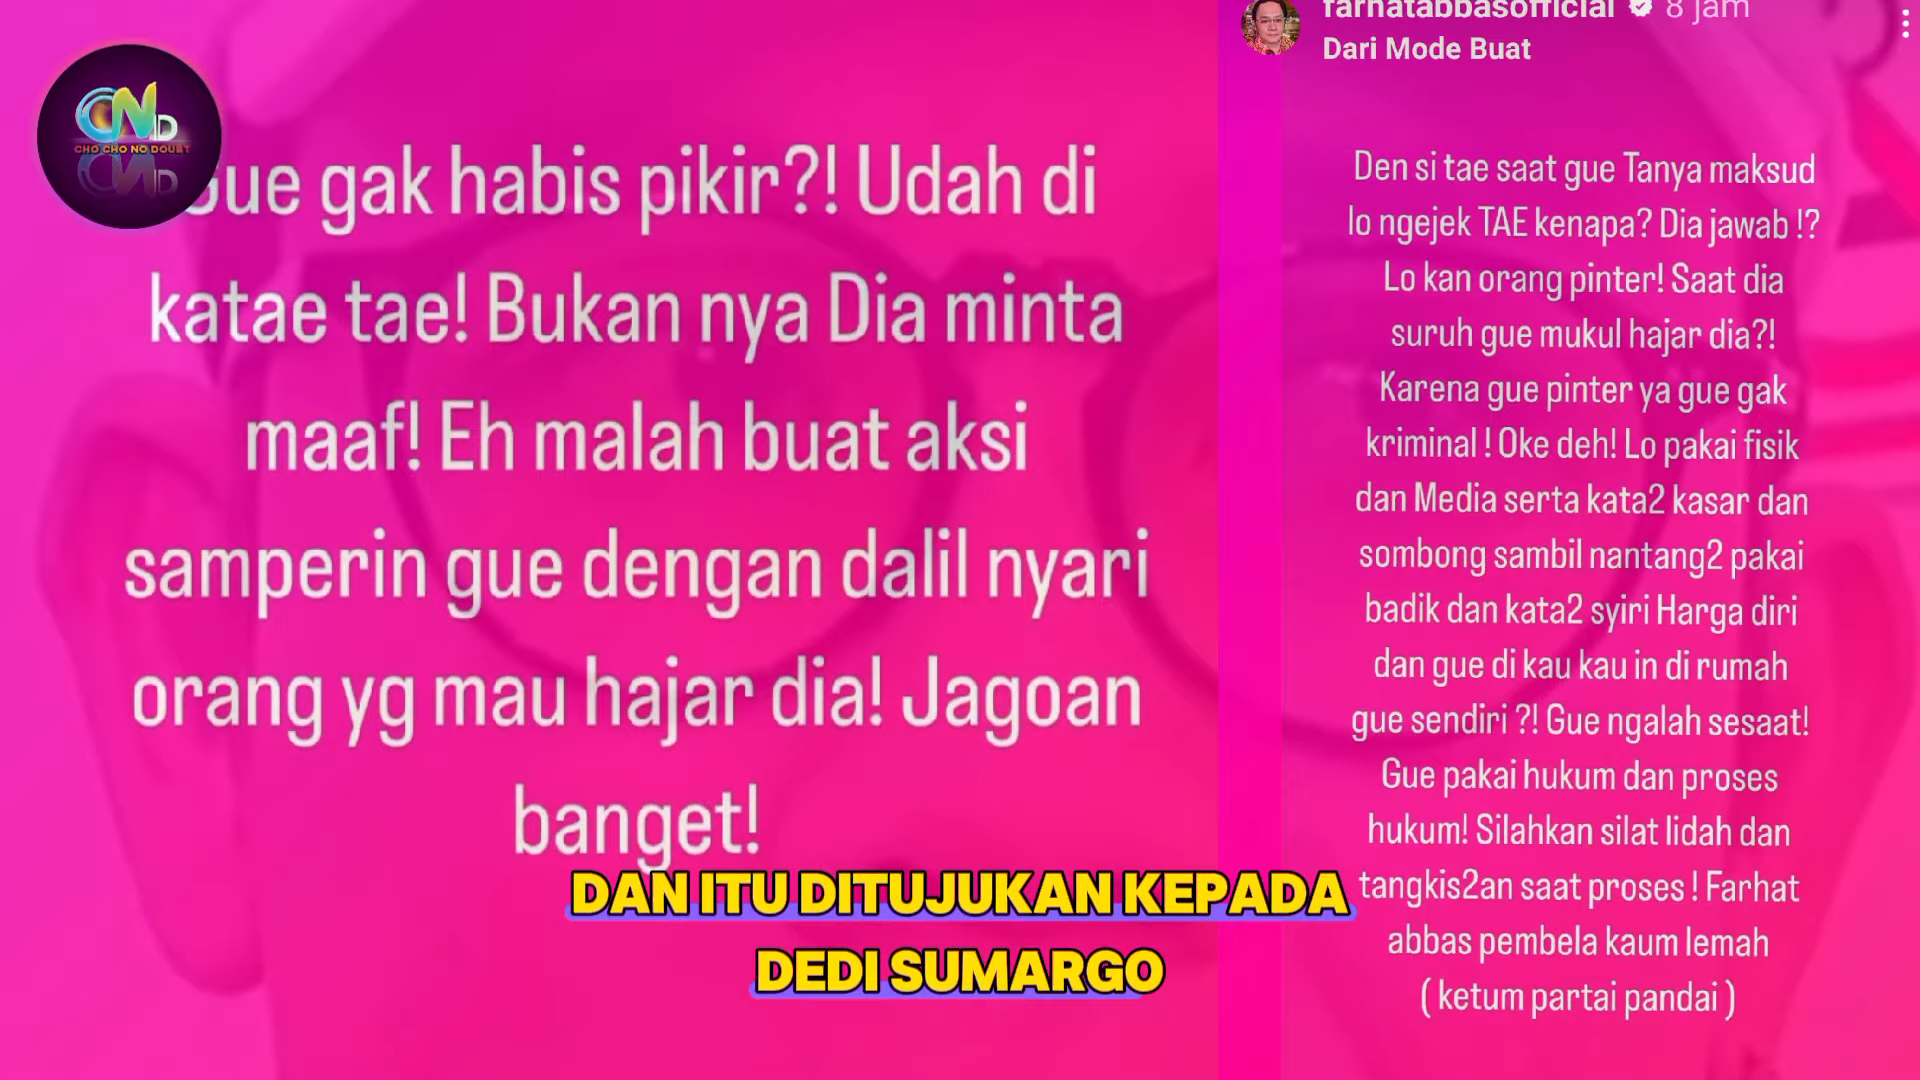 CND
CHO CHO NO DOUBT
Gue gak habis pikir?! Udah di
katae tae! Bukan nya Dia minta
maaf! Eh malah buat aksi
samperin gue dengan dalil nyari
orang yg mau hajar dia! Jagoan
banget!
farhatabbasofficial 8 jam
Dari Mode Buat
Den si tae saat gue Tanya maksud
lo ngejek TAE kenapa? Dia jawab !?
Lo kan orang pinter! Saat dia
suruh gue mukul hajar dia?!
Karena gue pinter ya gue gak
kriminal ! Oke deh! Lo pakai fisik
dan Media serta kata2 kasar dan
sombong sambil nantang2 pakai
badik dan kata2 syiri Harga diri
dan gue di kau kau in di rumah
gue sendiri ?! Gue ngalah sesaat!
Gue pakai hukum dan proses
hukum! Silahkan silat lidah dan
tangkis2an saat proses ! Farhat
abbas pembela kaum lemah
( ketum partai pandai )
DAN ITU DITUJUKAN KEPADA
DEDI SUMARGO